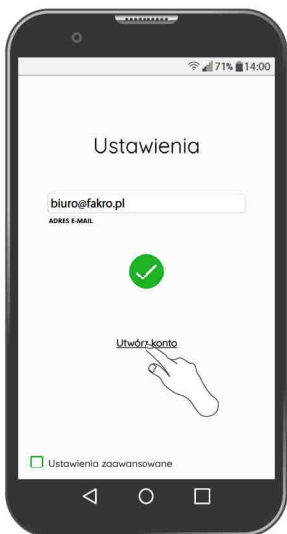 71% 14:00
Ustawienia
biuro@fakro.pl
ADRES E-MAIL
Utwórz konto
Ustawienia zaawansowane